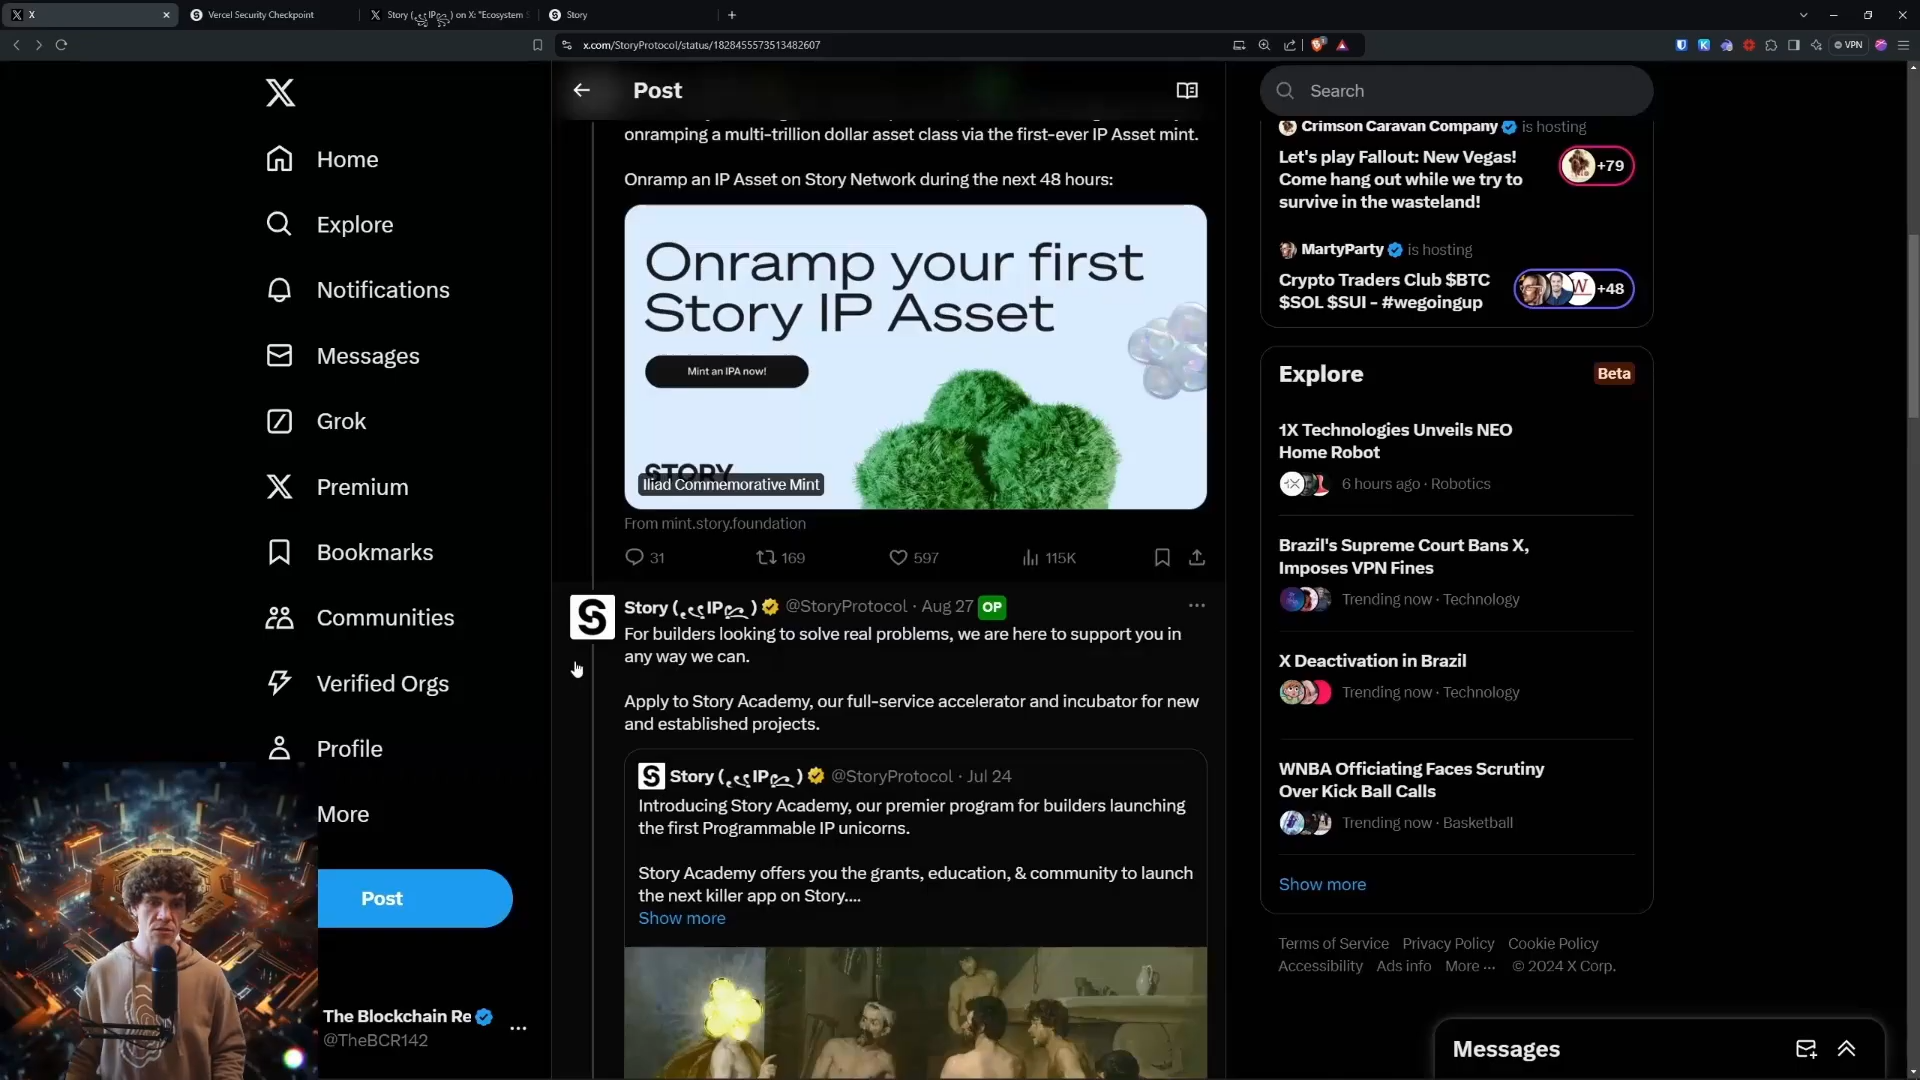 X
Vercel Security Checkpoint
Story
x.com/StoryProtocol/status/1828455573513482607
VPN
Home
Explore
Notifications
Messages
Grok
Premium
Bookmarks
Communities
Verified Orgs
Profile
More
Post
The Blockchain Re
@TheBCR142
Post
onramping a multi-trillion dollar asset class via the first-ever IP Asset mint.
Onramp an IP Asset on Story Network during the next 48 hours:
Onramp your first
Story IP Asset
Mint an IPA now!
STORY
Iliad Commemorative Mint
From mint.story.foundation
31
169
597
115K
@StoryProtocol · Aug 27 OP
For builders looking to solve real problems, we are here to support you in
any way we can.
Apply to Story Academy, our full-service accelerator and incubator for new
and established projects.
@StoryProtocol · Jul 24
Introducing Story Academy, our premier program for builders launching
the first Programmable IP unicorns.
Story Academy offers you the grants, education, & community to launch
the next killer app on Story....
Show more
Search
Crimson Caravan Company is hosting
Let's play Fallout: New Vegas!
Come hang out while we try to
survive in the wasteland!
+79
MartyParty is hosting
Crypto Traders Club $BTC
$SOL $SUI - #wegoingup
+48
Explore
Beta
1X Technologies Unveils NEO
Home Robot
6 hours ago · Robotics
Brazil's Supreme Court Bans X,
Imposes VPN Fines
Trending now · Technology
X Deactivation in Brazil
Trending now · Technology
WNBA Officiating Faces Scrutiny
Over Kick Ball Calls
Trending now · Basketball
Show more
Terms of Service Privacy Policy Cookie Policy
Accessibility Ads info More ··· © 2024 X Corp.
Messages